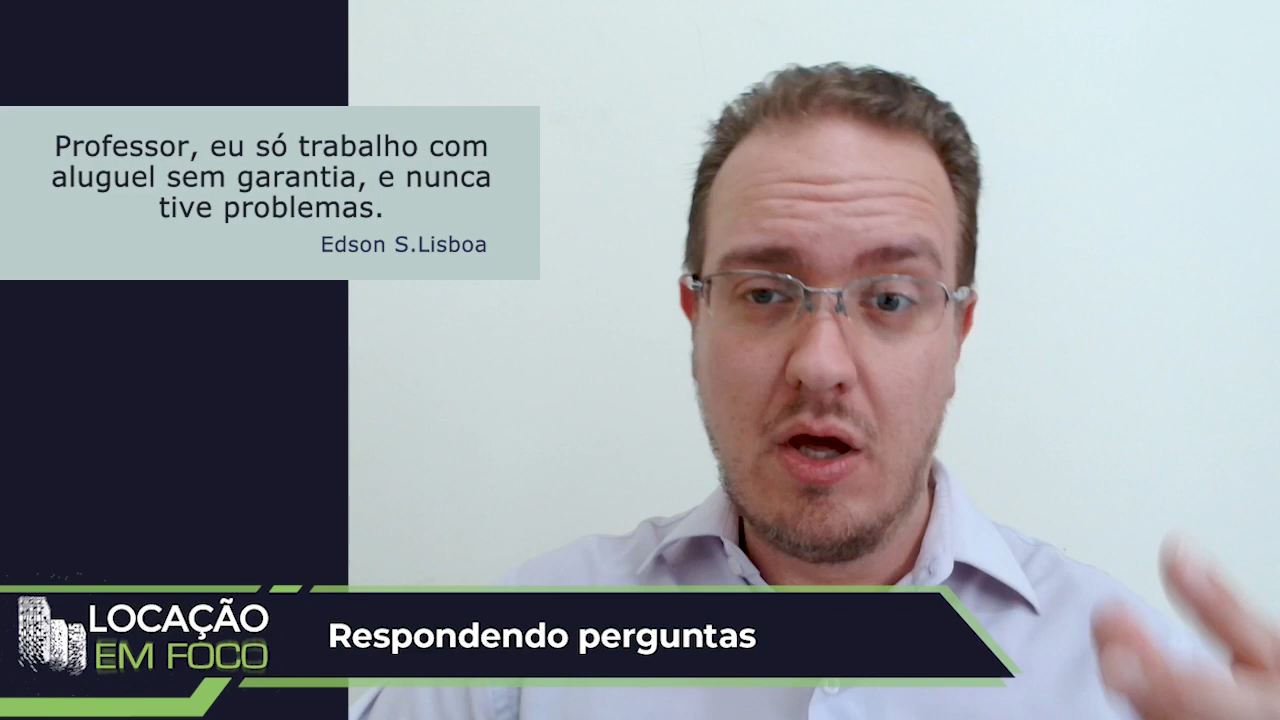 Professor, eu só trabalho com
aluguel sem garantia, e nunca
tive problemas.
Edson S.Lisboa
LOCAÇÃO
EM FOCO
Respondendo perguntas